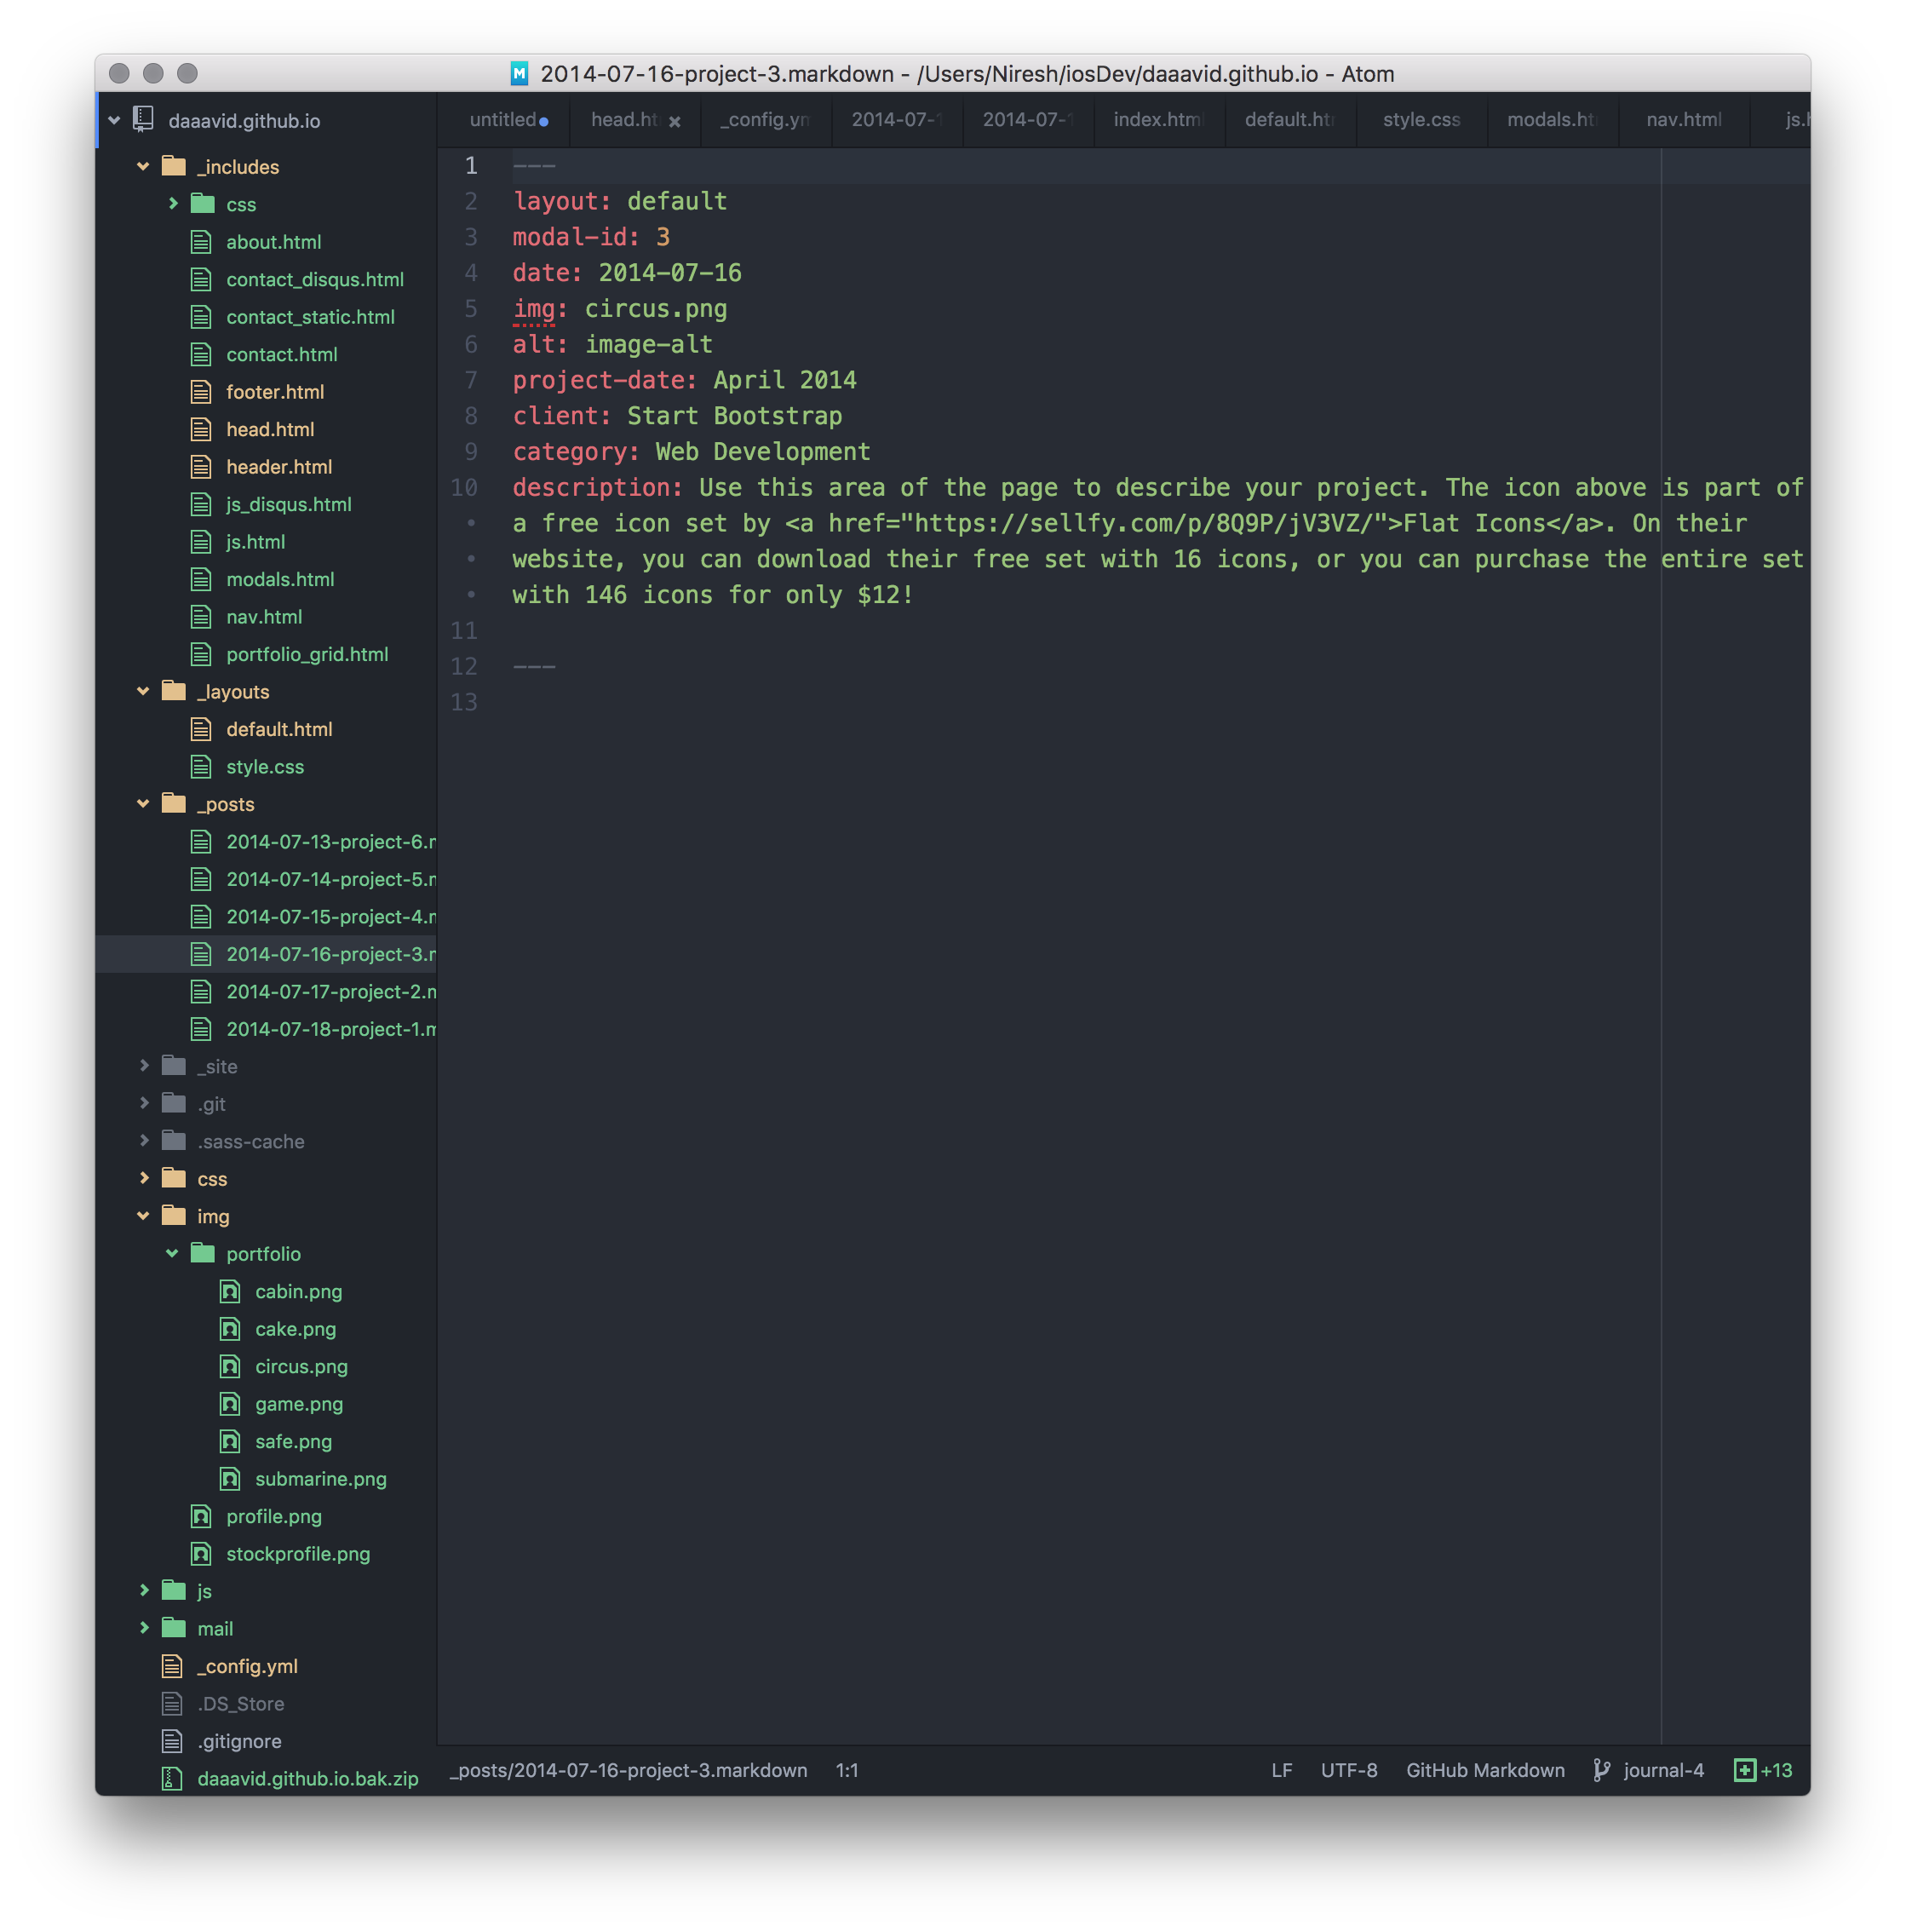 2014-07-16-project-3.markdown - /Users/Niresh/iosDev/daaavid.github.io - Atom
daaavid.github.io
_includes
css
about.html
contact_disqus.html
contact_static.html
contact.html
footer.html
head.html
header.html
js_disqus.html
js.html
modals.html
nav.html
portfolio_grid.html
_layouts
default.html
style.css
_posts
2014-07-13-project-6.m
2014-07-14-project-5.m
2014-07-15-project-4.m
2014-07-16-project-3.m
2014-07-17-project-2.m
2014-07-18-project-1.m
_site
.git
.sass-cache
css
img
portfolio
cabin.png
cake.png
circus.png
game.png
safe.png
submarine.png
profile.png
stockprofile.png
js
mail
_config.yml
.DS_Store
.gitignore
daaavid.github.io.bak.zip
untitled head.ht _config.ym 2014-07-1 2014-07-1 index.html default.htm style.css modals.ht nav.html js.h
1 ---
2 layout: default
3 modal-id: 3
4 date: 2014-07-16
5 img: circus.png
6 alt: image-alt
7 project-date: April 2014
8 client: Start Bootstrap
9 category: Web Development
10 description: Use this area of the page to describe your project. The icon above is part of
• a free icon set by <a href="https://sellfy.com/p/8Q9P/jV3VZ/">Flat Icons</a>. On their
• website, you can download their free set with 16 icons, or you can purchase the entire set
• with 146 icons for only $12!
11
12 ---
13
_posts/2014-07-16-project-3.markdown 1:1 LF UTF-8 GitHub Markdown journal-4 +13